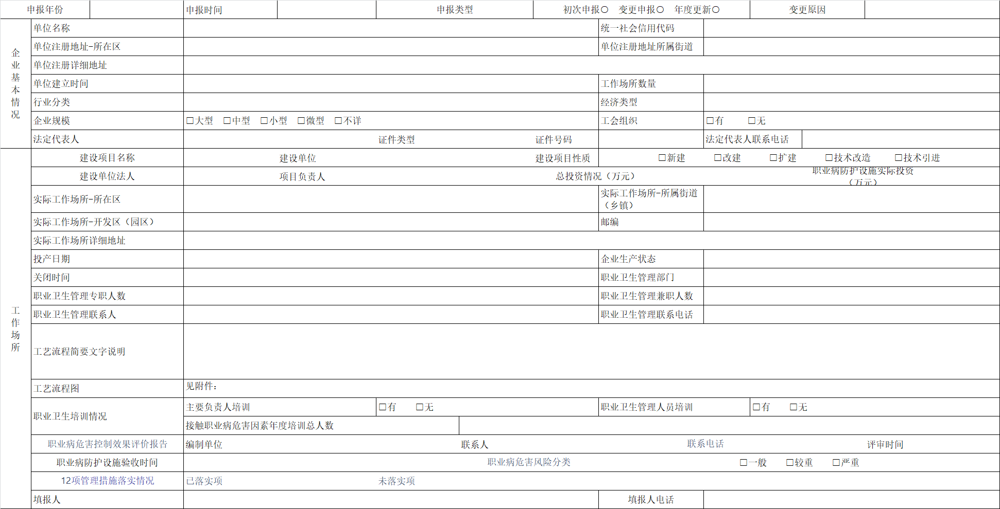 申报年份 申报时间 申报类型 初次申报○ 变更申报○ 年度更新○ 变更原因
企业基本情况
单位名称 统一社会信用代码
单位注册地址-所在区 单位注册地址所属街道
单位注册详细地址
单位建立时间 工作场所数量
行业分类 经济类型
企业规模 □大型 □中型 □小型 □微型 □不详 工会组织 □有 □无
法定代表人 证件类型 证件号码 法定代表人联系电话
工作场所
建设项目名称 建设单位 建设项目性质 □新建 □改建 □扩建 □技术改造 □技术引进
建设单位法人 项目负责人 总投资情况（万元） 职业病防护设施实际投资
（万元）
实际工作场所-所在区 实际工作场所-所属街道
（乡镇）
实际工作场所-开发区（园区） 邮编
实际工作场所详细地址
投产日期 企业生产状态
关闭时间 职业卫生管理部门
职业卫生管理专职人数 职业卫生管理兼职人数
职业卫生管理联系人 职业卫生管理联系电话
工艺流程简要文字说明
工艺流程图 见附件：
职业卫生培训情况 主要负责人培训 □有 □无 职业卫生管理人员培训 □有 □无
接触职业病危害因素年度培训总人数
职业病危害控制效果评价报告 编制单位 联系人 联系电话 评审时间
职业病防护设施验收时间 职业病危害风险分类 □一般 □较重 □严重
12项管理措施落实情况 已落实项 未落实项
填报人 填报人电话